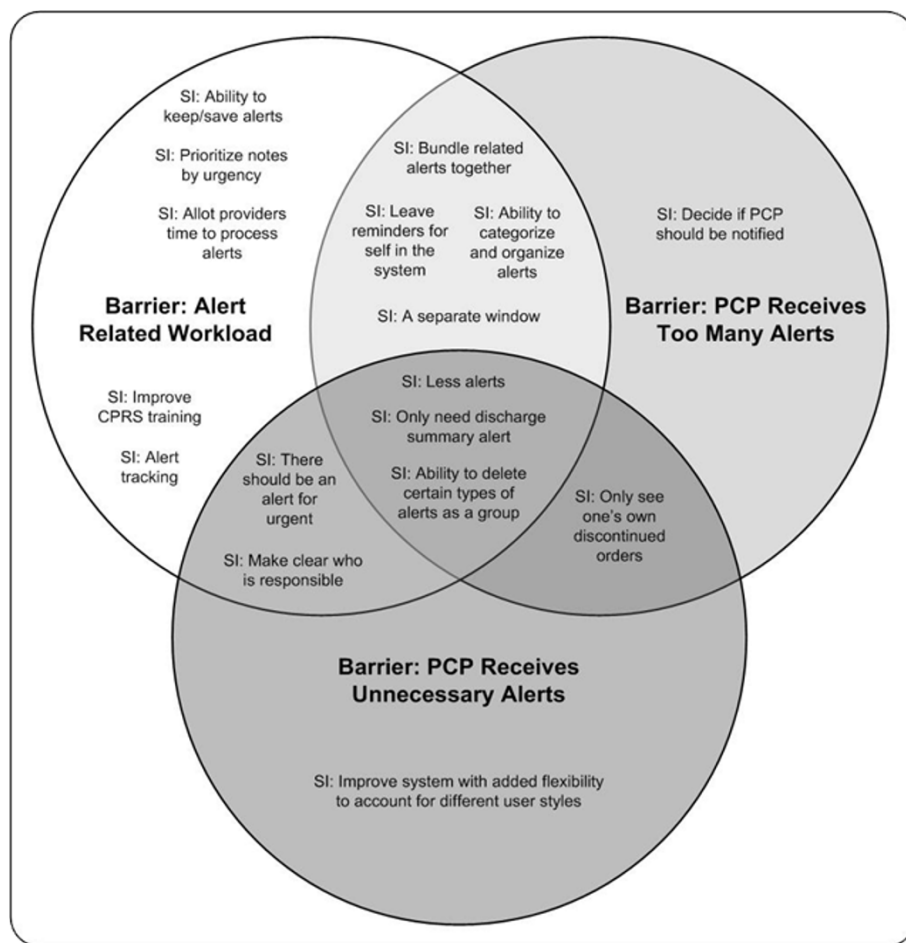 SI: Ability to
keep/save alerts
SI: Prioritize notes
by urgency
SI: Allot providers
time to process
alerts
Barrier: Alert
Related Workload
SI: Improve
CPRS training
SI: Alert
tracking
SI: Bundle related
alerts together
SI: Leave
reminders for
self in the
system
SI: Ability to
categorize
and organize
alerts
SI: A separate window
SI: Decide if PCP
should be notified
Barrier: PCP Receives
Too Many Alerts
SI: Less alerts
SI: Only need discharge
summary alert
SI: Ability to delete
certain types of
alerts as a group
SI: There
should be an
alert for
urgent
SI: Make clear who
is responsible
SI: Only see
one's own
discontinued
orders
Barrier: PCP Receives
Unnecessary Alerts
SI: Improve system with added flexibility
to account for different user styles